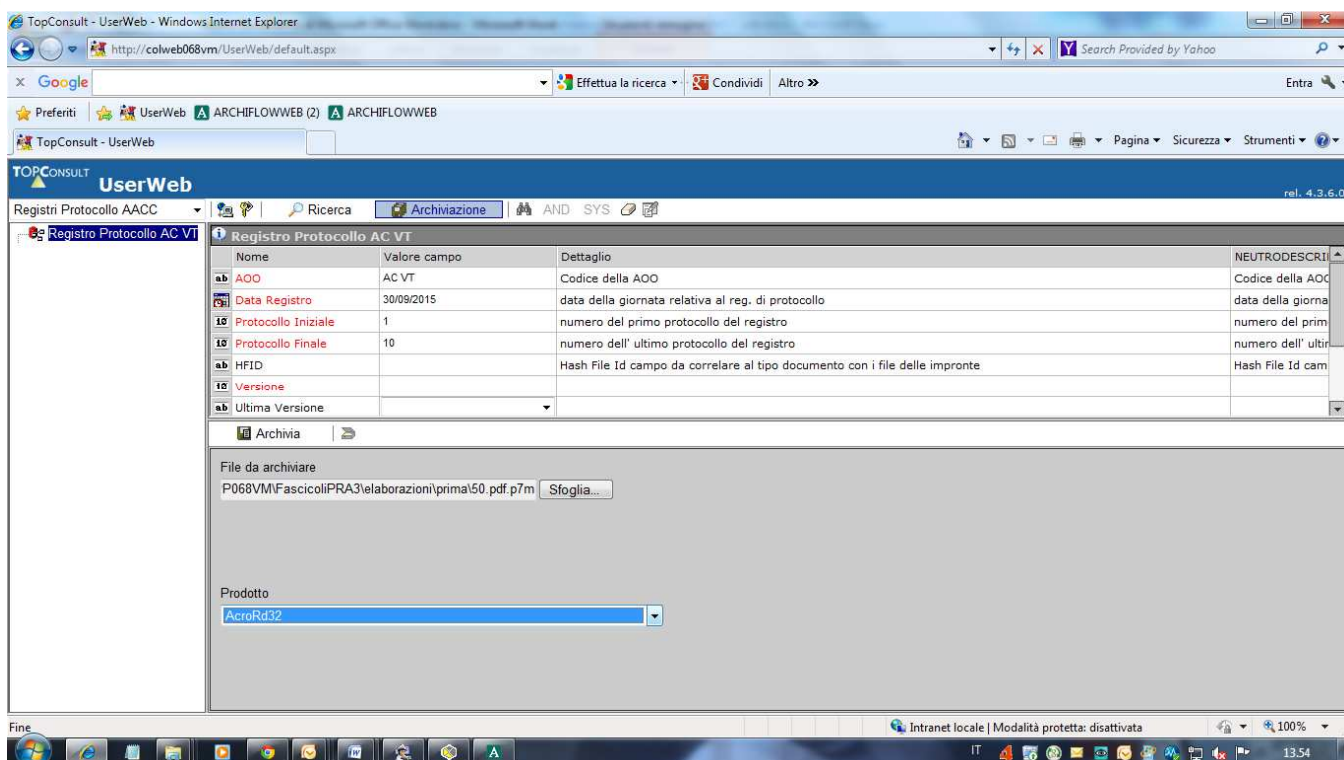 TopConsult - UserWeb - Windows Internet Explorer
http://colweb068vm/UserWeb/default.aspx
Search Provided by Yahoo
x Google Effettua la ricerca Condividi Altro >> Entra
Preferiti UserWeb ARCHIFLOWWEB (2) ARCHIFLOWWEB
TopConsult - UserWeb Pagina Sicurezza Strumenti
TOPCONSULT
UserWeb
rel. 4.3.6.0
Registri Protocollo AACC Ricerca Archiviazione AND SYS
Registro Protocollo AC VT
Registro Protocollo AC VT
Nome Valore campo Dettaglio NEUTRODESCRI
ab AOO AC VT Codice della AOO Codice della AOO
Data Registro 30/09/2015 data della giornata relativa al reg. di protocollo data della giorna
10 Protocollo Iniziale 1 numero del primo protocollo del registro numero del prim
10 Protocollo Finale 10 numero dell' ultimo protocollo del registro numero dell' ultir
ab HFID Hash File Id campo da correlare al tipo documento con i file delle impronte Hash File Id cam
10 Versione
ab Ultima Versione
Archivia
File da archiviare
P068VM\FascicoliPRA3\elaborazioni\prima\50.pdf.p7m Sfoglia...
Prodotto
AcroRd32
Fine Intranet locale | Modalità protetta: disattivata 100%
IT 13.54